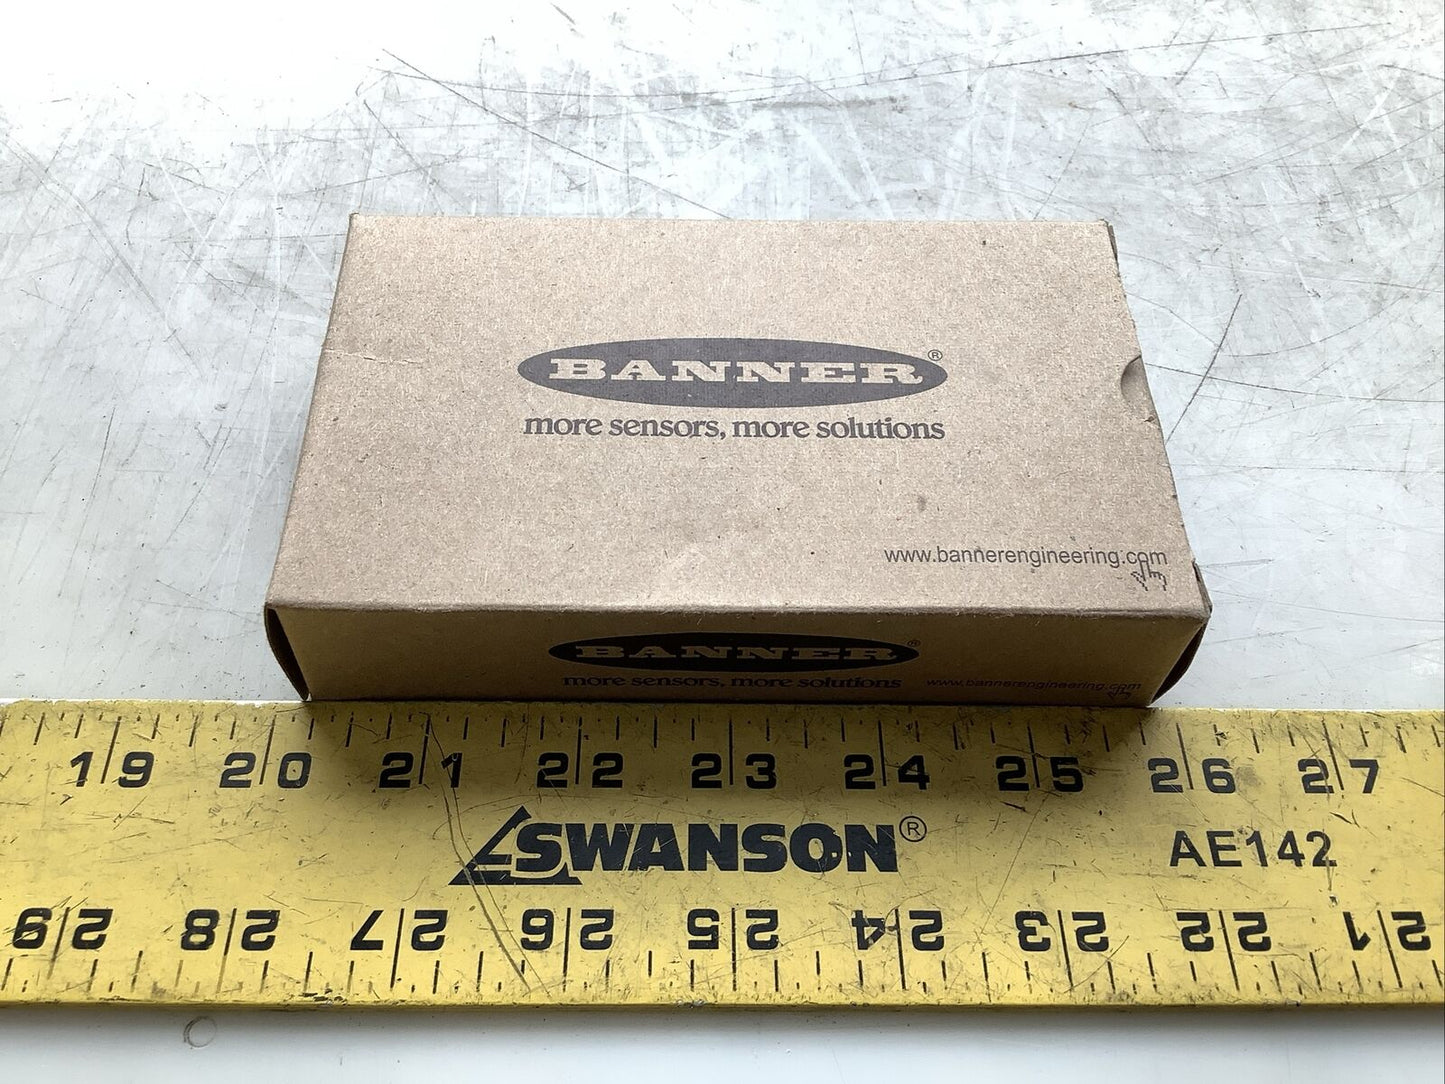 BANNER®
more sensors, more solutions
www.bannerengineering.com
BANNER®
more sensors, more solutions www.bannerengineering.com
19 20 21 22 23 24 25 26 27
SWANSON®
AE142
29 28 27 26 25 24 23 22 21